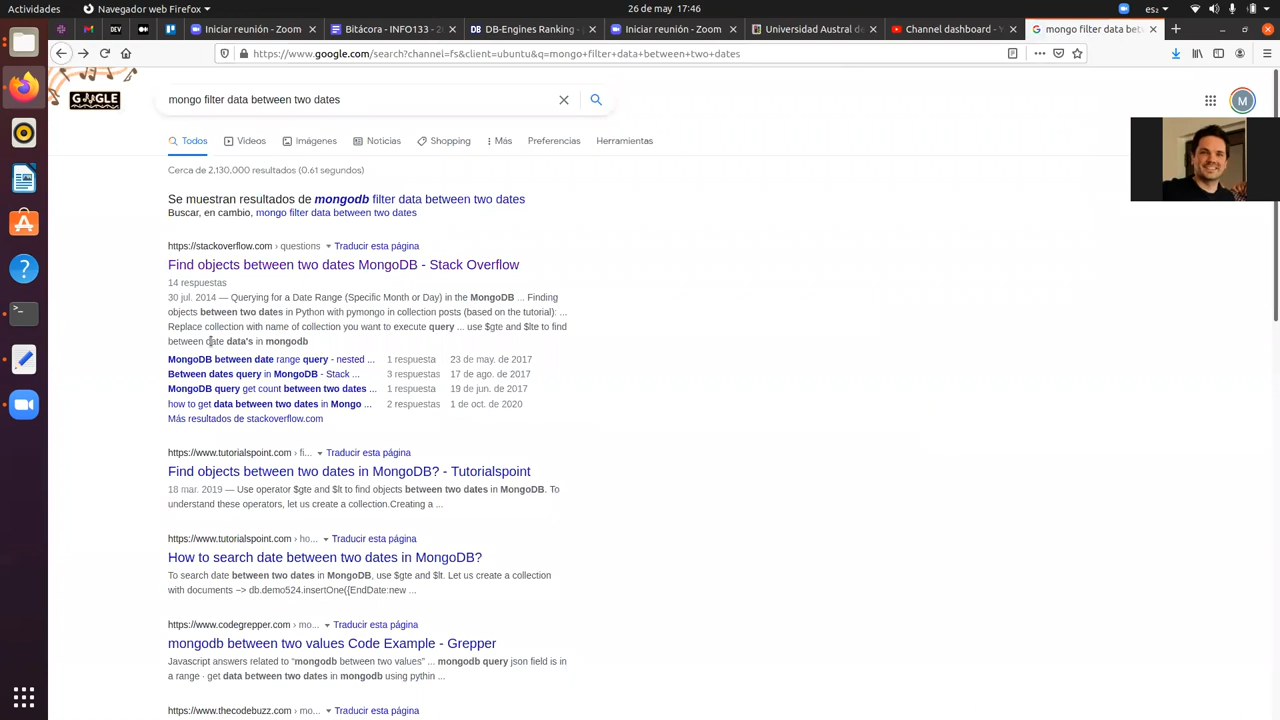 Actividades
Navegador web Firefox
26 de may 17:46
es
DEV
Iniciar reunión - Zoom
Bitácora - INFO133 - 2
DB-Engines Ranking - p
Iniciar reunión - Zoom
Universidad Austral de
Channel dashboard - Y
mongo filter data bet
https://www.google.com/search?channel=fs&client=ubuntu&q=mongo+filter+data+between+two+dates
mongo filter data between two dates
M
Todos
Videos
Imágenes
Noticias
Shopping
Más
Preferencias
Herramientas
Cerca de 2.130.000 resultados (0.61 segundos)
Se muestran resultados de mongodb filter data between two dates
Buscar, en cambio, mongo filter data between two dates
https://stackoverflow.com › questions Traducir esta página
Find objects between two dates MongoDB - Stack Overflow
14 respuestas
30 jul. 2014 — Querying for a Date Range (Specific Month or Day) in the MongoDB ... Finding
objects between two dates in Python with pymongo in collection posts (based on the tutorial): ...
Replace collection with name of collection you want to execute query ... use $gte and $lte to find
between date data's in mongodb
MongoDB between date range query - nested ... 1 respuesta 23 de may. de 2017
Between dates query in MongoDB - Stack ... 3 respuestas 17 de ago. de 2017
MongoDB query get count between two dates ... 1 respuesta 19 de jun. de 2017
how to get data between two dates in Mongo ... 2 respuestas 1 de oct. de 2020
Más resultados de stackoverflow.com
https://www.tutorialspoint.com › fi... Traducir esta página
Find objects between two dates in MongoDB? - Tutorialspoint
18 mar. 2019 — Use operator $gte and $lt to find objects between two dates in MongoDB. To
understand these operators, let us create a collection.Creating a ...
https://www.tutorialspoint.com › ho... Traducir esta página
How to search date between two dates in MongoDB?
To search date between two dates in MongoDB, use $gte and $lt. Let us create a collection
with documents −> db.demo524.insertOne({EndDate:new ...
https://www.codegrepper.com › mo... Traducir esta página
mongodb between two values Code Example - Grepper
Javascript answers related to “mongodb between two values” ... mongodb query json field is in
a range · get data between two dates in mongodb using pythin ...
https://www.thecodebuzz.com › mo... Traducir esta página